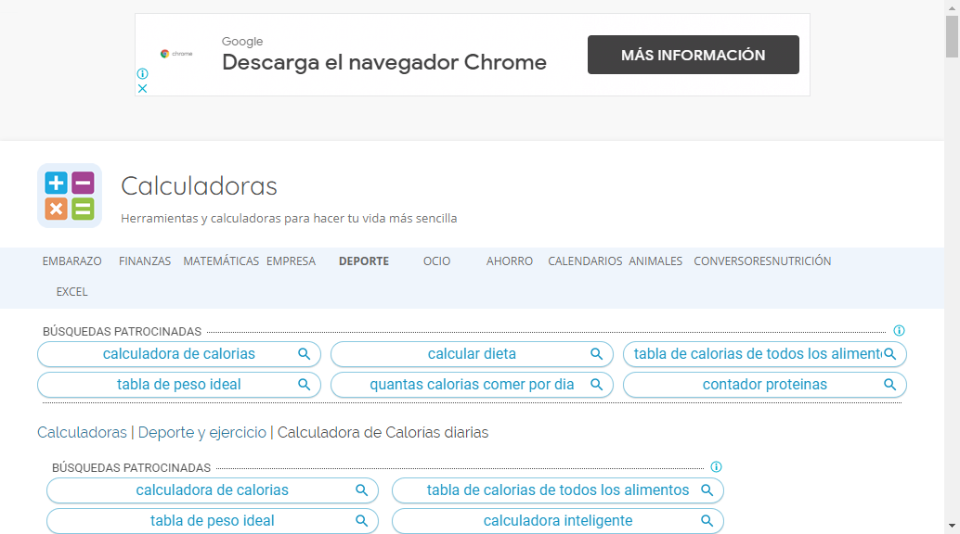 Google
chrome
Descarga el navegador Chrome
MÁS INFORMACIÓN
Calculadoras
Herramientas y calculadoras para hacer tu vida más sencilla
EMBARAZO FINANZAS MATEMÁTICAS EMPRESA DEPORTE OCIO AHORRO CALENDARIOS ANIMALES CONVERSORESNUTRICIÓN
EXCEL
BÚSQUEDAS PATROCINADAS
calculadora de calorias calcular dieta tabla de calorias de todos los aliment
tabla de peso ideal quantas calorias comer por dia contador proteinas
Calculadoras | Deporte y ejercicio | Calculadora de Calorías diarias
BÚSQUEDAS PATROCINADAS
calculadora de calorias tabla de calorias de todos los alimentos
tabla de peso ideal calculadora inteligente